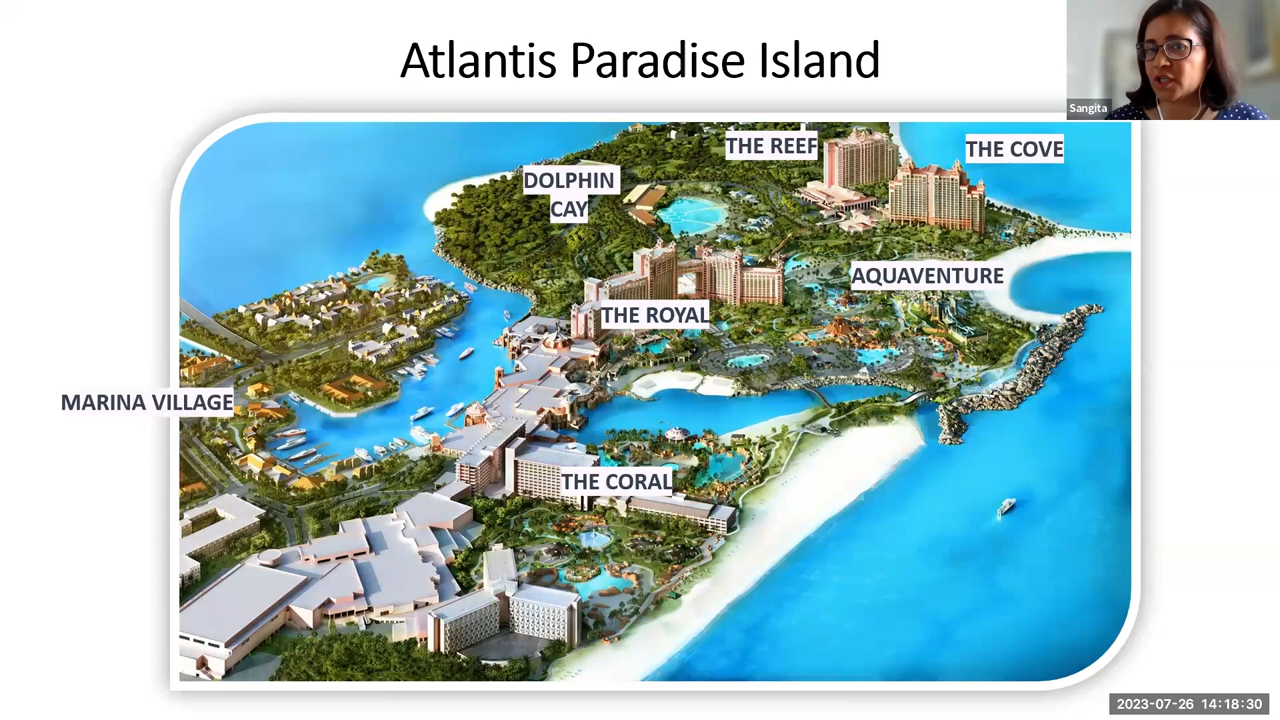 Atlantis Paradise Island
Sangita
THE REEF
THE COVE
DOLPHIN
CAY
AQUAVENTURE
THE ROYAL
MARINA VILLAGE
THE CORAL
2023-07-26 14:18:30